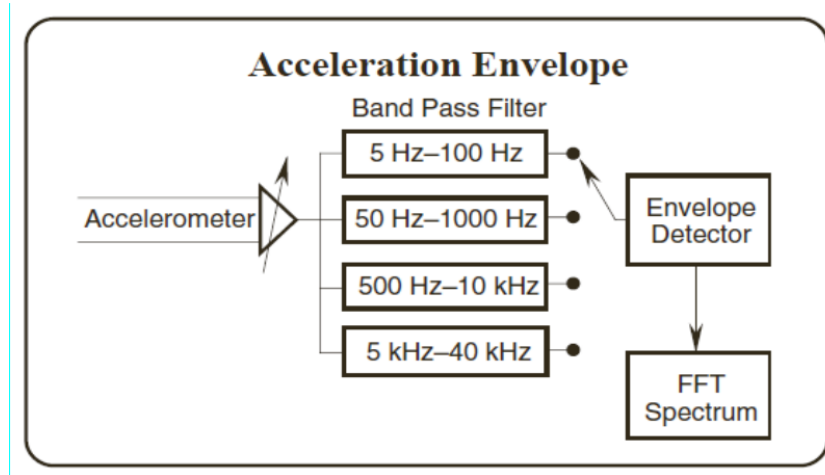 Acceleration Envelope
Band Pass Filter
5 Hz–100 Hz
Accelerometer
50 Hz–1000 Hz
Envelope
Detector
500 Hz–10 kHz
5 kHz–40 kHz
FFT
Spectrum